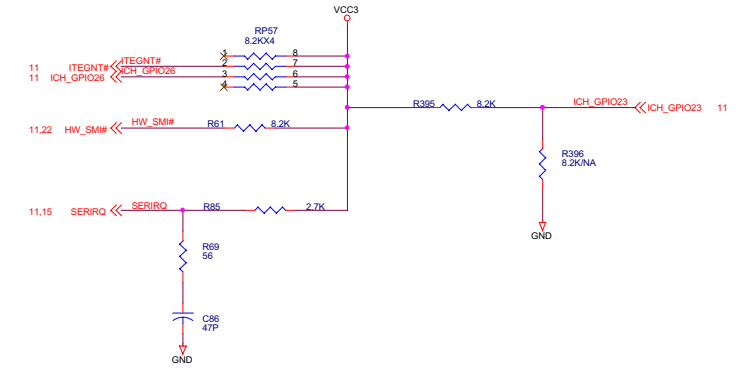 VCC3
RP57
8.2KX4
1 8
11 ITEGNT# ITEGNT# 2 7
11 ICH_GPIO26 ICH_GPIO26 3 6
4 5
R395 8.2K ICH_GPIO23 ICH_GPIO23 11
11,22 HW_SMI# HW_SMI# R61 8.2K
R396
8.2K/NA
11,15 SERIRQ SERIRQ R85 2.7K
GND
R69
56
C86
47P
GND